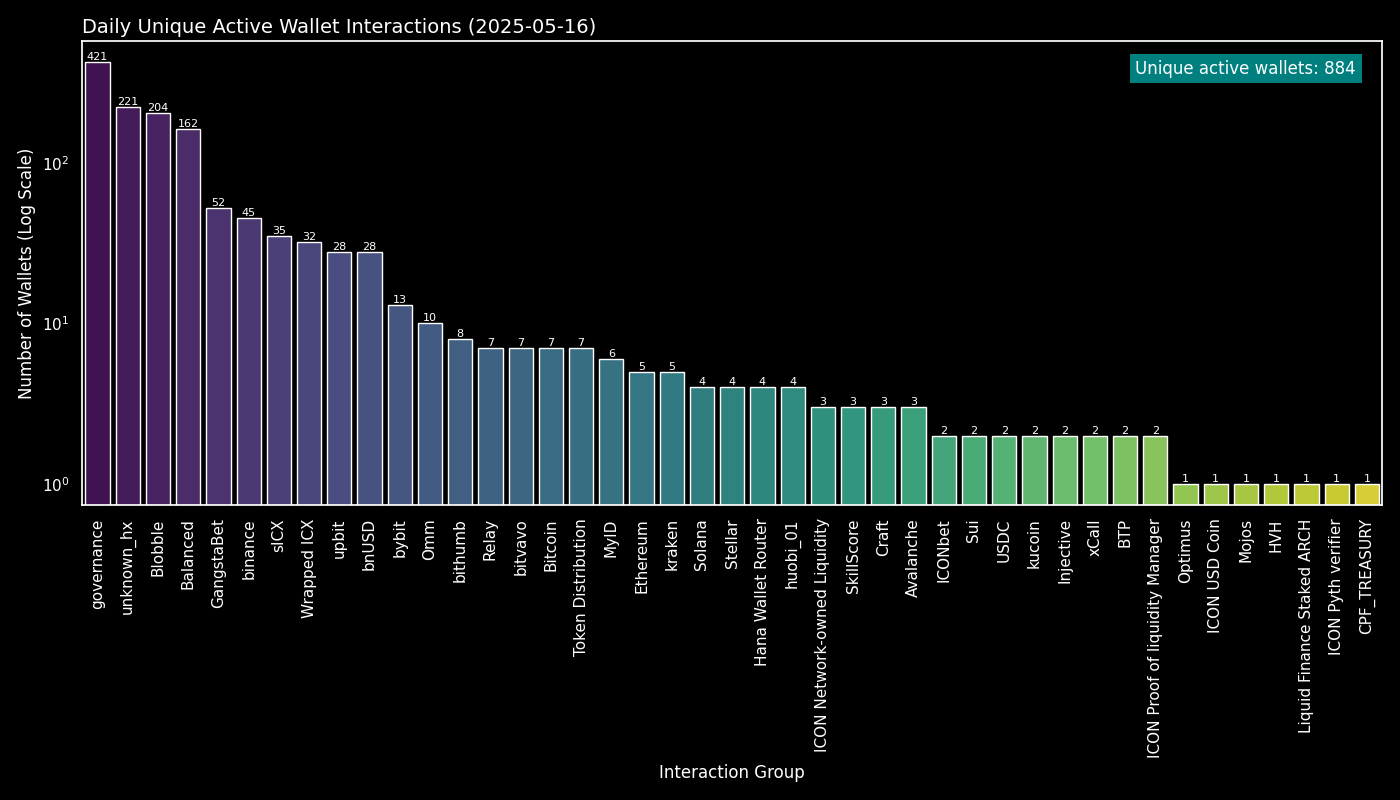 Daily Unique Active Wallet Interactions (2025-05-16)
Unique active wallets: 884
Number of Wallets (Log Scale)
10²
10¹
10⁰
421
221
204
162
52
45
35
32
28
28
13
10
8
7
7
7
7
6
5
5
4
4
4
4
3
3
3
3
2
2
2
2
2
2
2
2
1
1
1
1
1
1
1
governance
unknown_hx
Blobble
Balanced
GangstaBet
binance
sICX
Wrapped ICX
upbit
bnUSD
bybit
Omm
bithumb
Relay
bitvavo
Bitcoin
Token Distribution
MyID
Ethereum
kraken
Solana
Stellar
Hana Wallet Router
huobi_01
ICON Network-owned Liquidity
SkillScore
Craft
Avalanche
ICONbet
Sui
USDC
kucoin
Injective
xCall
BTP
ICON Proof of liquidity Manager
Optimus
ICON USD Coin
Mojos
HVH
Liquid Finance Staked ARCH
ICON Pyth verifier
CPF_TREASURY
Interaction Group